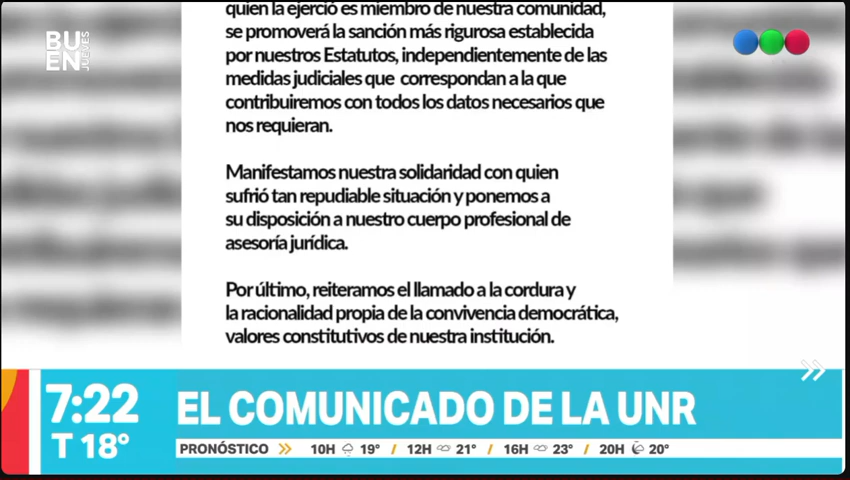 BU
EN
JUEVES
quien la ejerció es miembro de nuestra comunidad,
se promoverá la sanción más rigurosa establecida
por nuestros Estatutos, independientemente de las
medidas judiciales que correspondan a la que
contribuiremos con todos los datos necesarios que
nos requieran.
Manifestamos nuestra solidaridad con quien
sufrió tan repudiable situación y ponemos a
su disposición a nuestro cuerpo profesional de
asesoría jurídica.
Por último, reiteramos el llamado a la cordura y
la racionalidad propia de la convivencia democrática,
valores constitutivos de nuestra institución.
7:22
T 18°
EL COMUNICADO DE LA UNR
PRONÓSTICO 10H 19° / 12H 21° / 16H 23° / 20H 20°